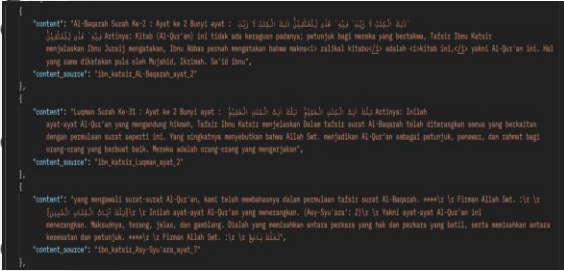 {
"content": "Al-Baqarah Surah Ke-2 : Ayat ke 2 Bunyi ayat :
Artinya: Kitab (Al-Qur'an) ini tidak ada keraguan padanya; petunjuk bagi mereka yang bertakwa, Tafsir Ibnu Katsir
menjelaskan Ibnu Juraij mengatakan, Ibnu Abbas pernah mengatakan bahwa makna<i> zalikal kitabu</i> adalah <i>kitab ini,</i> yakni Al-Qur'an ini. Hal
yang sama dikatakan pula oleh Mujahid, Ikrimah. Sa'id ibnu",
"content_source": "ibn_katsir_AL-Baqarah_ayat_2"
},
{
"content": "Luqman Surah Ke-31 : Ayat ke 2 Bunyi ayat : Artinya: Inilah
ayat-ayat Al-Qur'an yang mengandung hikmah, Tafsir Ibnu Katsir menjelaskan Dalam tafsir surat Al-Baqarah telah diterangkan semua yang berkaitan
dengan permulaan surat seperti ini. Yang singkatnya menyebutkan bahwa Allah Swt. menjadikan Al-Qur'an sebagai petunjuk, penawar, dan rahmat bagi
orang-orang yang berbuat baik. Mereka adalah orang-orang yang mengerjakan",
"content_source": "ibn_katsir_Luqman_ayat_2"
},
{
"content": "yang mengawali surat-surat Al-Qur'an, kami telah membahasnya dalam permulaan tafsir surat Al-Baqarah. ****\r \r Firman Allah Swt. :\r \r
\r \r Inilah ayat-ayat Al-Qur'an yang menerangkan. (Asy-Syu'ara': 2)\r \r Yakni ayat-ayat Al-Qur'an ini
menerangkan. Maksudnya, terang, jelas, dan gamblang. Dialah yang memisahkan antara perkara yang hak dan perkara yang batil, serta memisahkan antara
kesesatan dan petunjuk. ****\r \r Firman Allah Swt. :\r \r
"content_source": "ibn_katsir_Asy-Syu'ara_ayat_7"
},